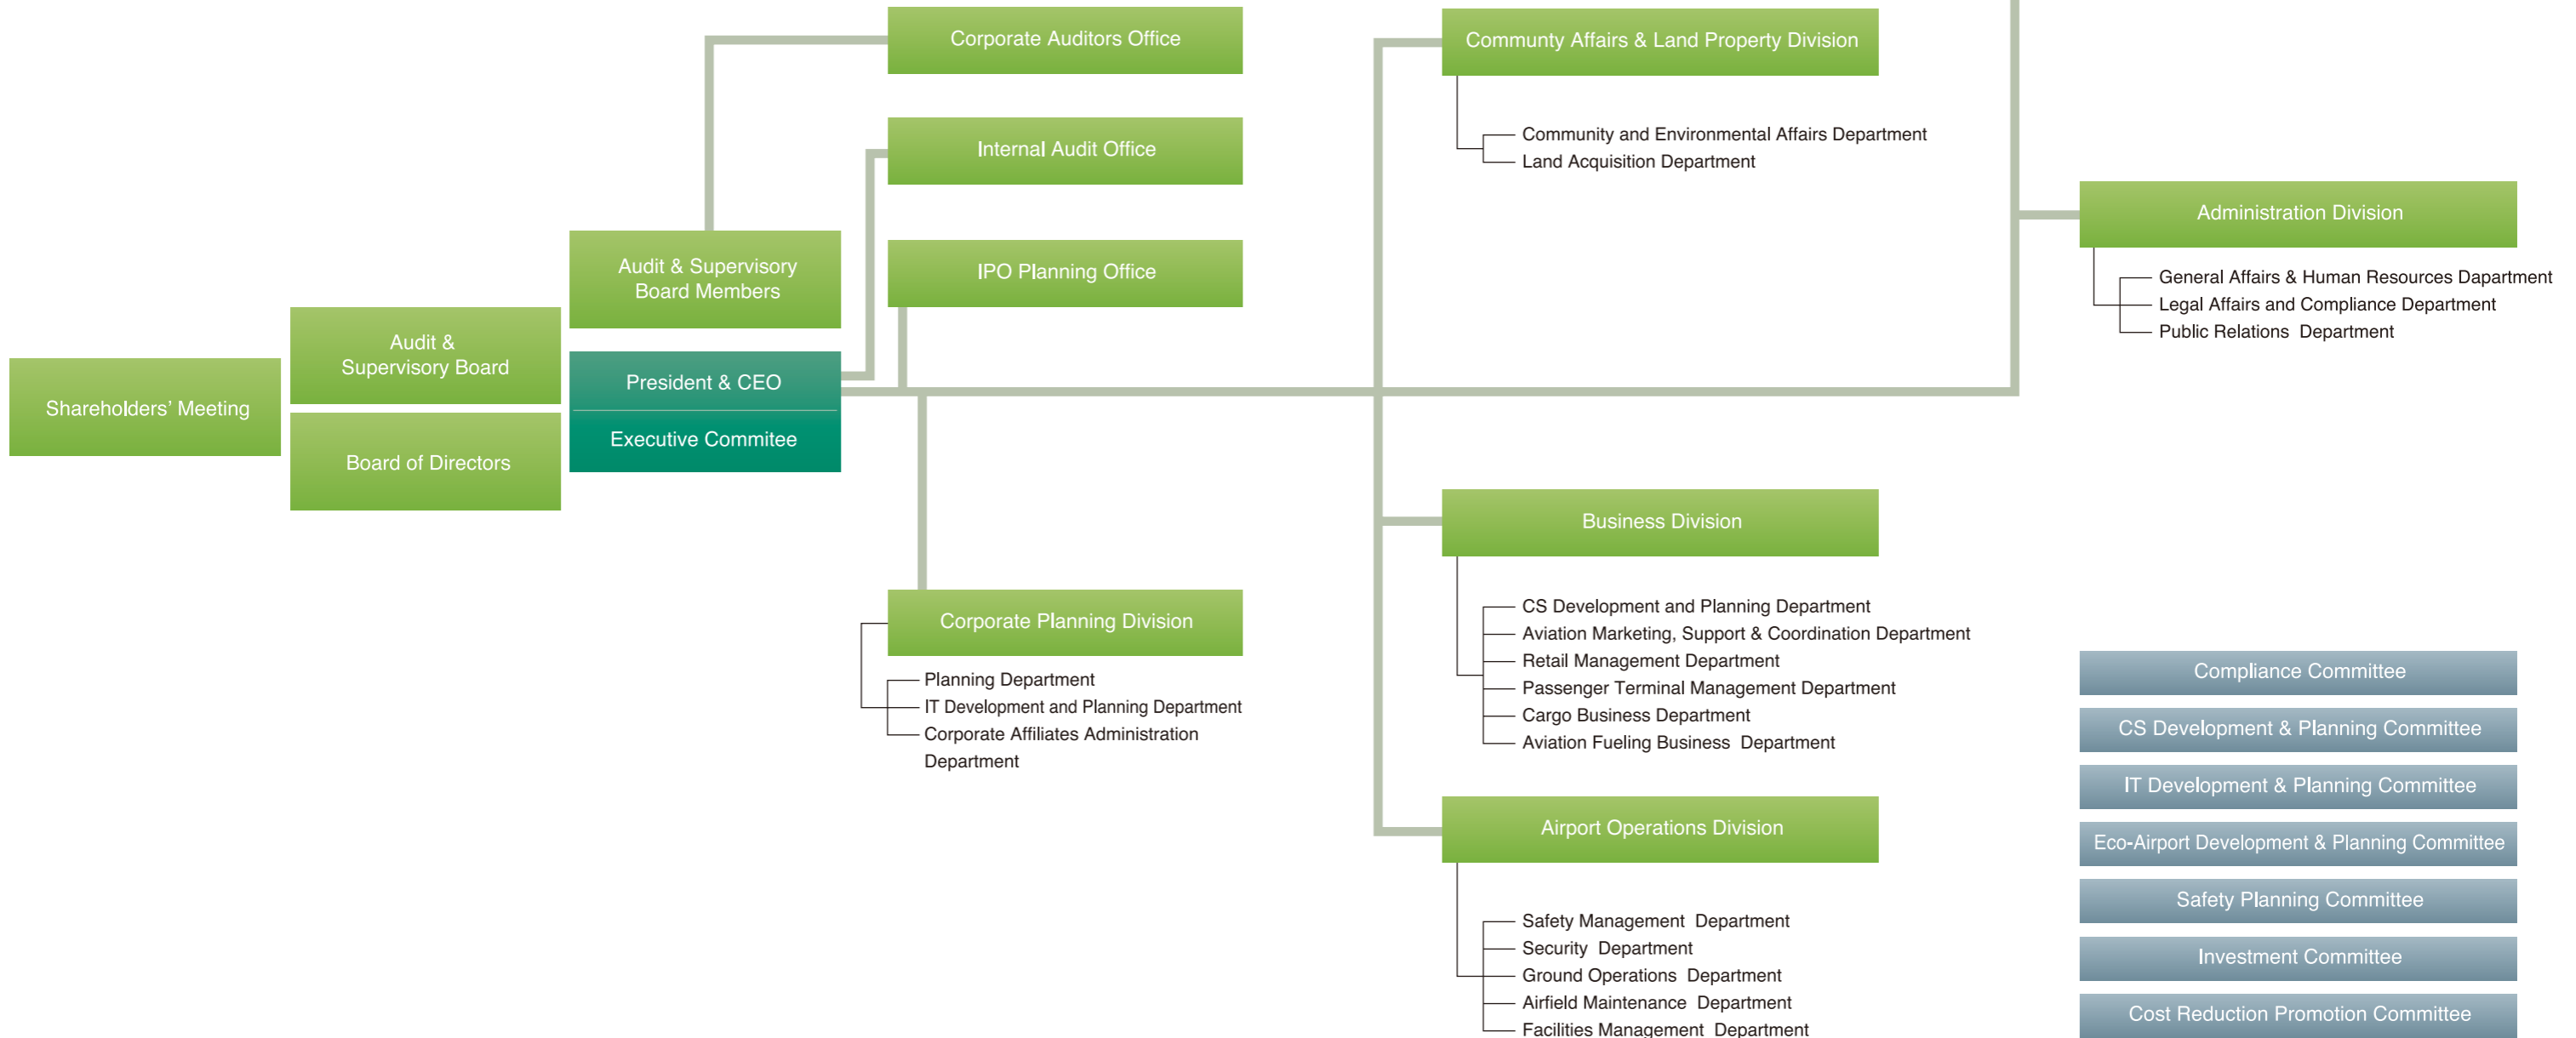 Shareholders’ Meeting
Audit &
Supervisory Board
Board of Directors
Audit & Supervisory
Board Members
President & CEO
Executive Commitee
Corporate Auditors Office
Internal Audit Office
IPO Planning Office
Corporate Planning Division
Planning Department
IT Development and Planning Department
Corporate Affiliates Administration
Department
Communty Affairs & Land Property Division
Community and Environmental Affairs Department
Land Acquisition Department
Business Division
CS Development and Planning Department
Aviation Marketing, Support & Coordination Department
Retail Management Department
Passenger Terminal Management Department
Cargo Business Department
Aviation Fueling Business Department
Airport Operations Division
Safety Management Department
Security Department
Ground Operations Department
Airfield Maintenance Department
Facilities Management Department
Administration Division
General Affairs & Human Resources Dapartment
Legal Affairs and Compliance Department
Public Relations Department
Compliance Committee
CS Development & Planning Committee
IT Development & Planning Committee
Eco-Airport Development & Planning Committee
Safety Planning Committee
Investment Committee
Cost Reduction Promotion Committee